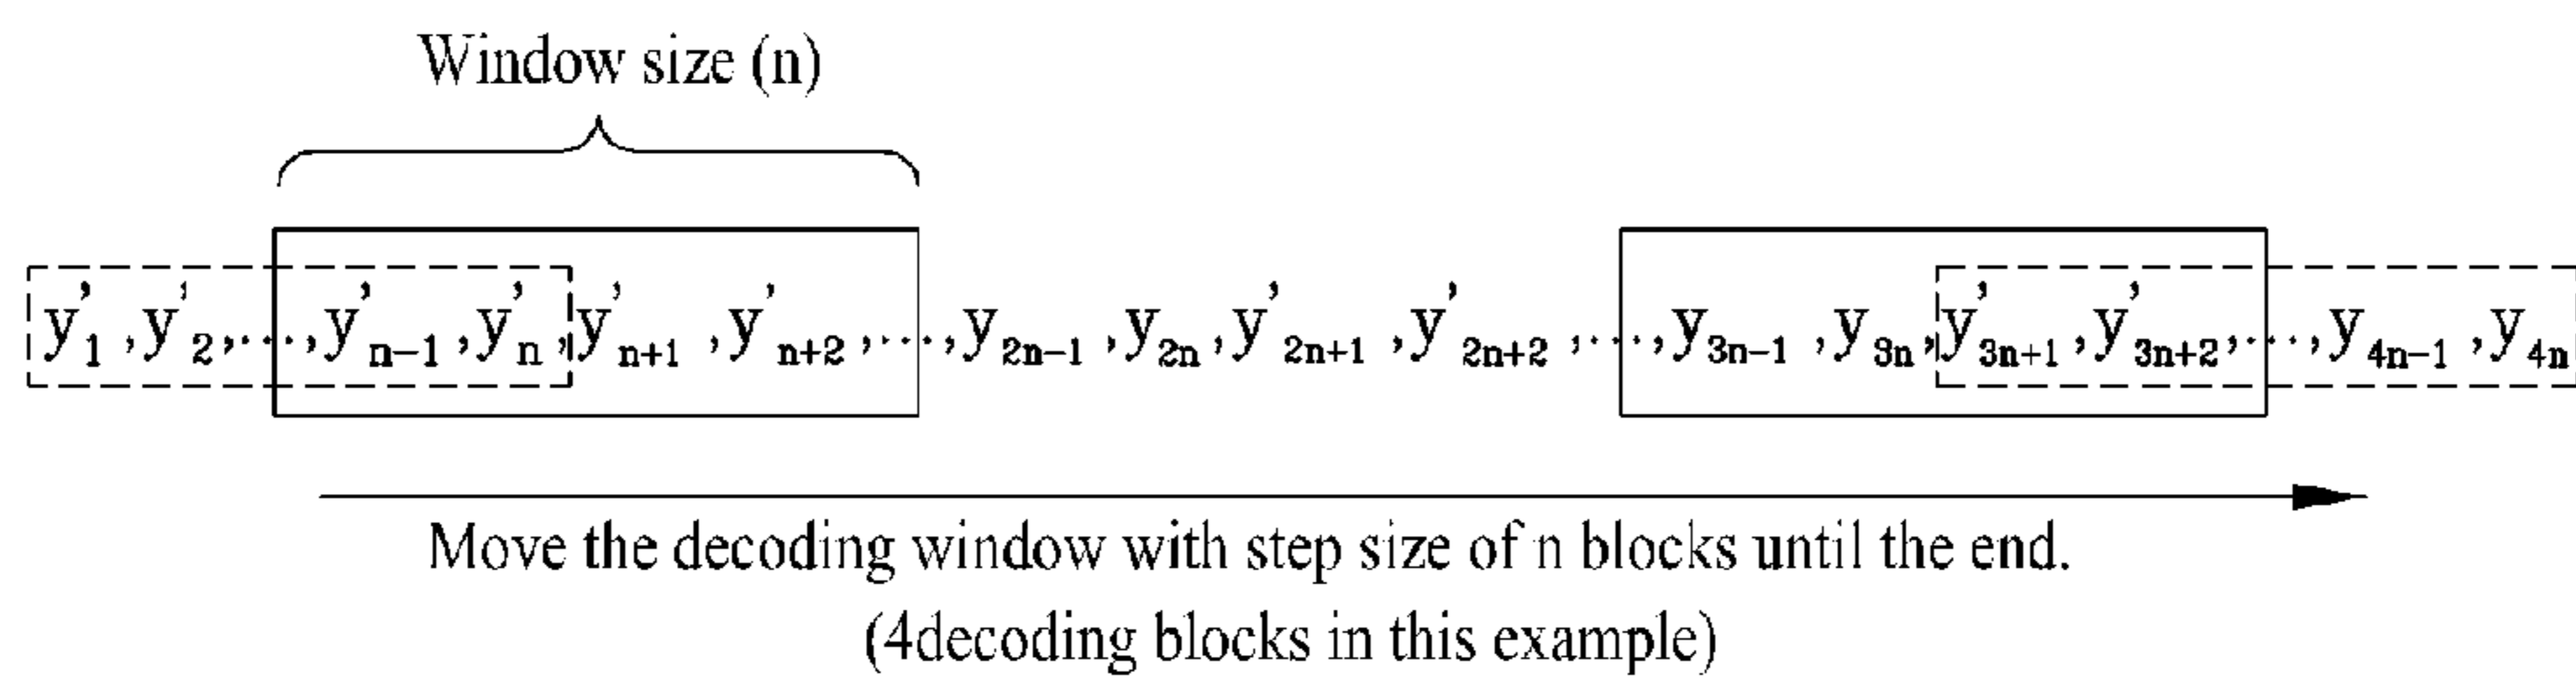 Window size (n)
y'₁ ,y'₂,...,y'ₙ₋₁ ,y'ₙ ,y'ₙ₊₁ ,y'ₙ₊₂ ,...,y₂ₙ₋₁ ,y₂ₙ ,y'₂ₙ₊₁ ,y'₂ₙ₊₂ ,...,y₃ₙ₋₁ ,y₃ₙ,y'₃ₙ₊₁ ,y'₃ₙ₊₂,...,y₄ₙ₋₁ ,y₄ₙ
Move the decoding window with step size of n blocks until the end.
(4decoding blocks in this example)